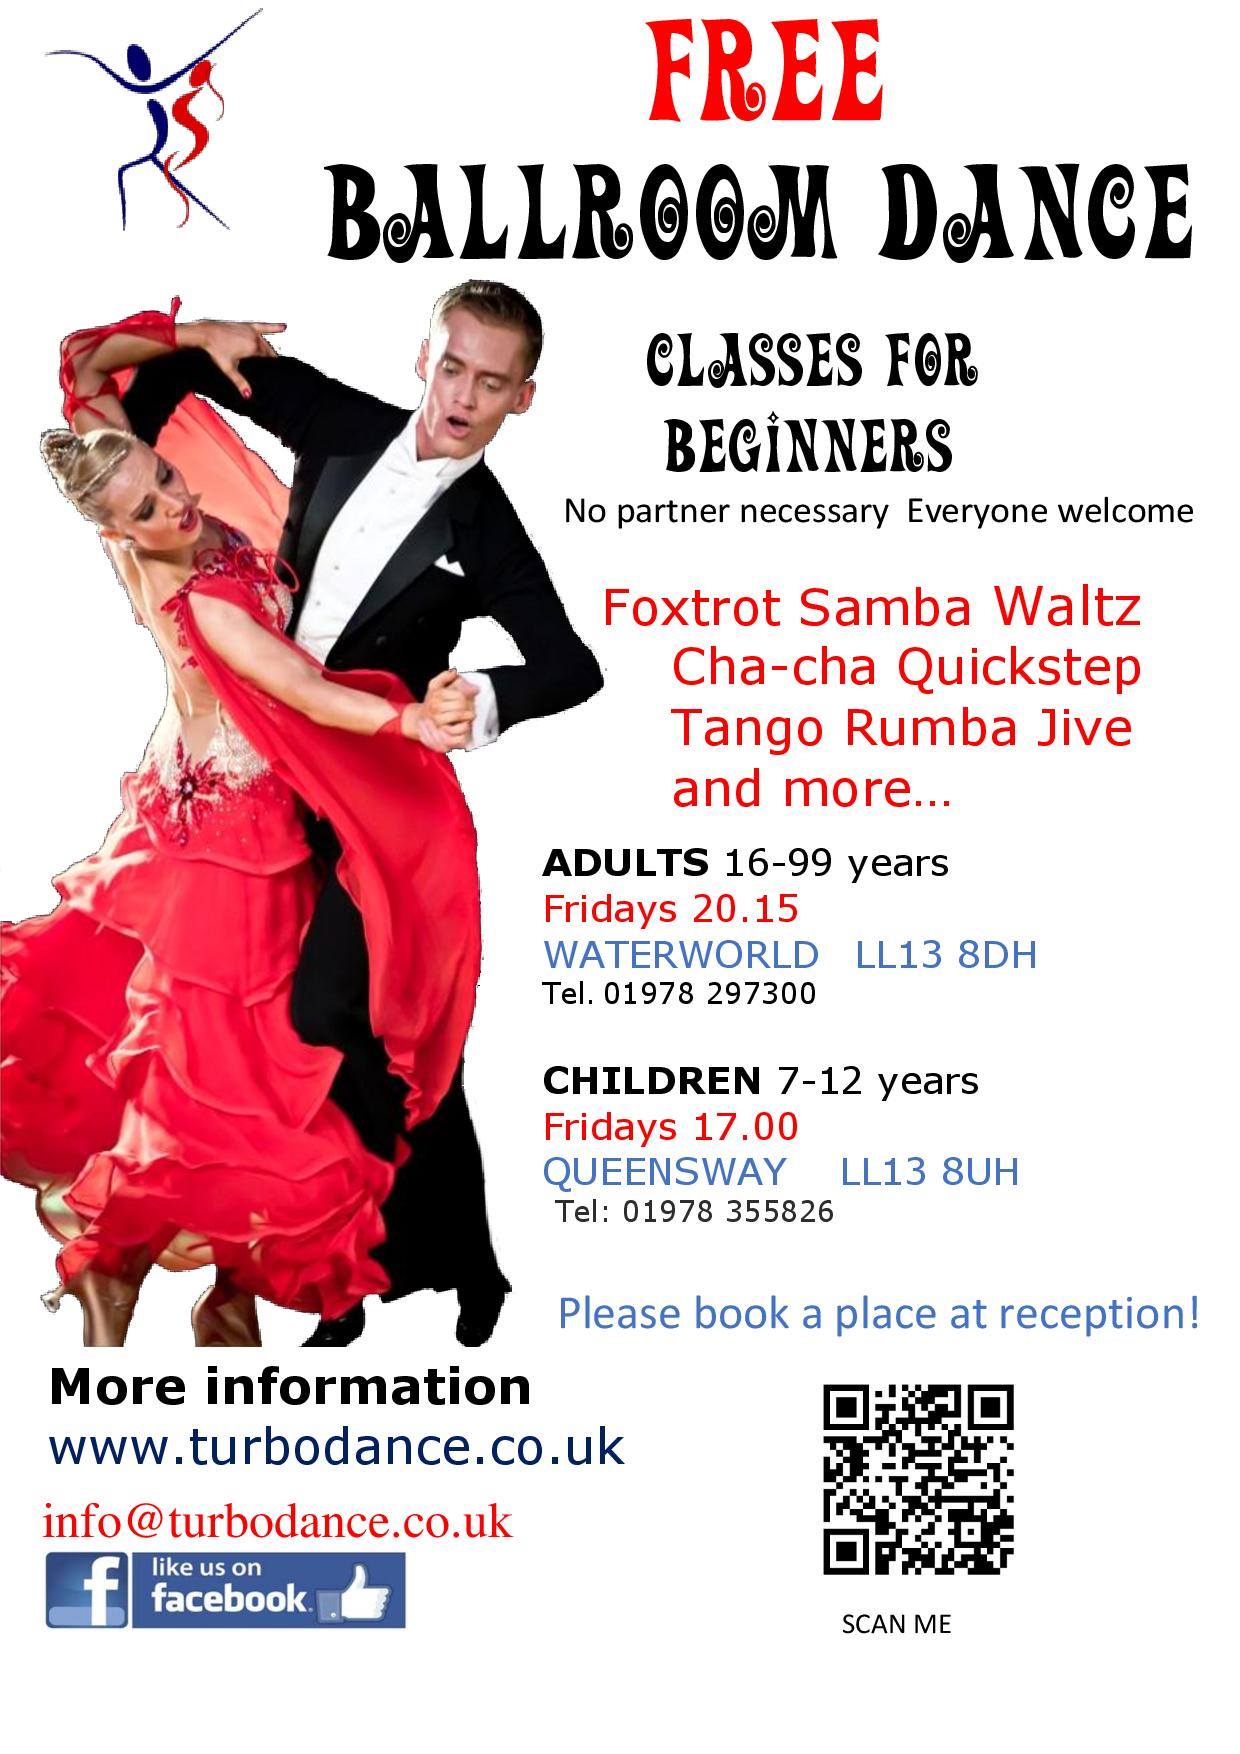 FREE
BALLROOM DANCE
CLASSES FOR
BEGINNERS
No partner necessary Everyone welcome
Foxtrot Samba Waltz
Cha-cha Quickstep
Tango Rumba Jive
and more...
ADULTS 16-99 years
Fridays 20.15
WATERWORLD LL13 8DH
Tel. 01978 297300
CHILDREN 7-12 years
Fridays 17.00
QUEENSWAY LL13 8UH
Tel: 01978 355826
Please book a place at reception!
More information
www.turbodance.co.uk
info@turbodance.co.uk
f like us on
facebook.
SCAN ME